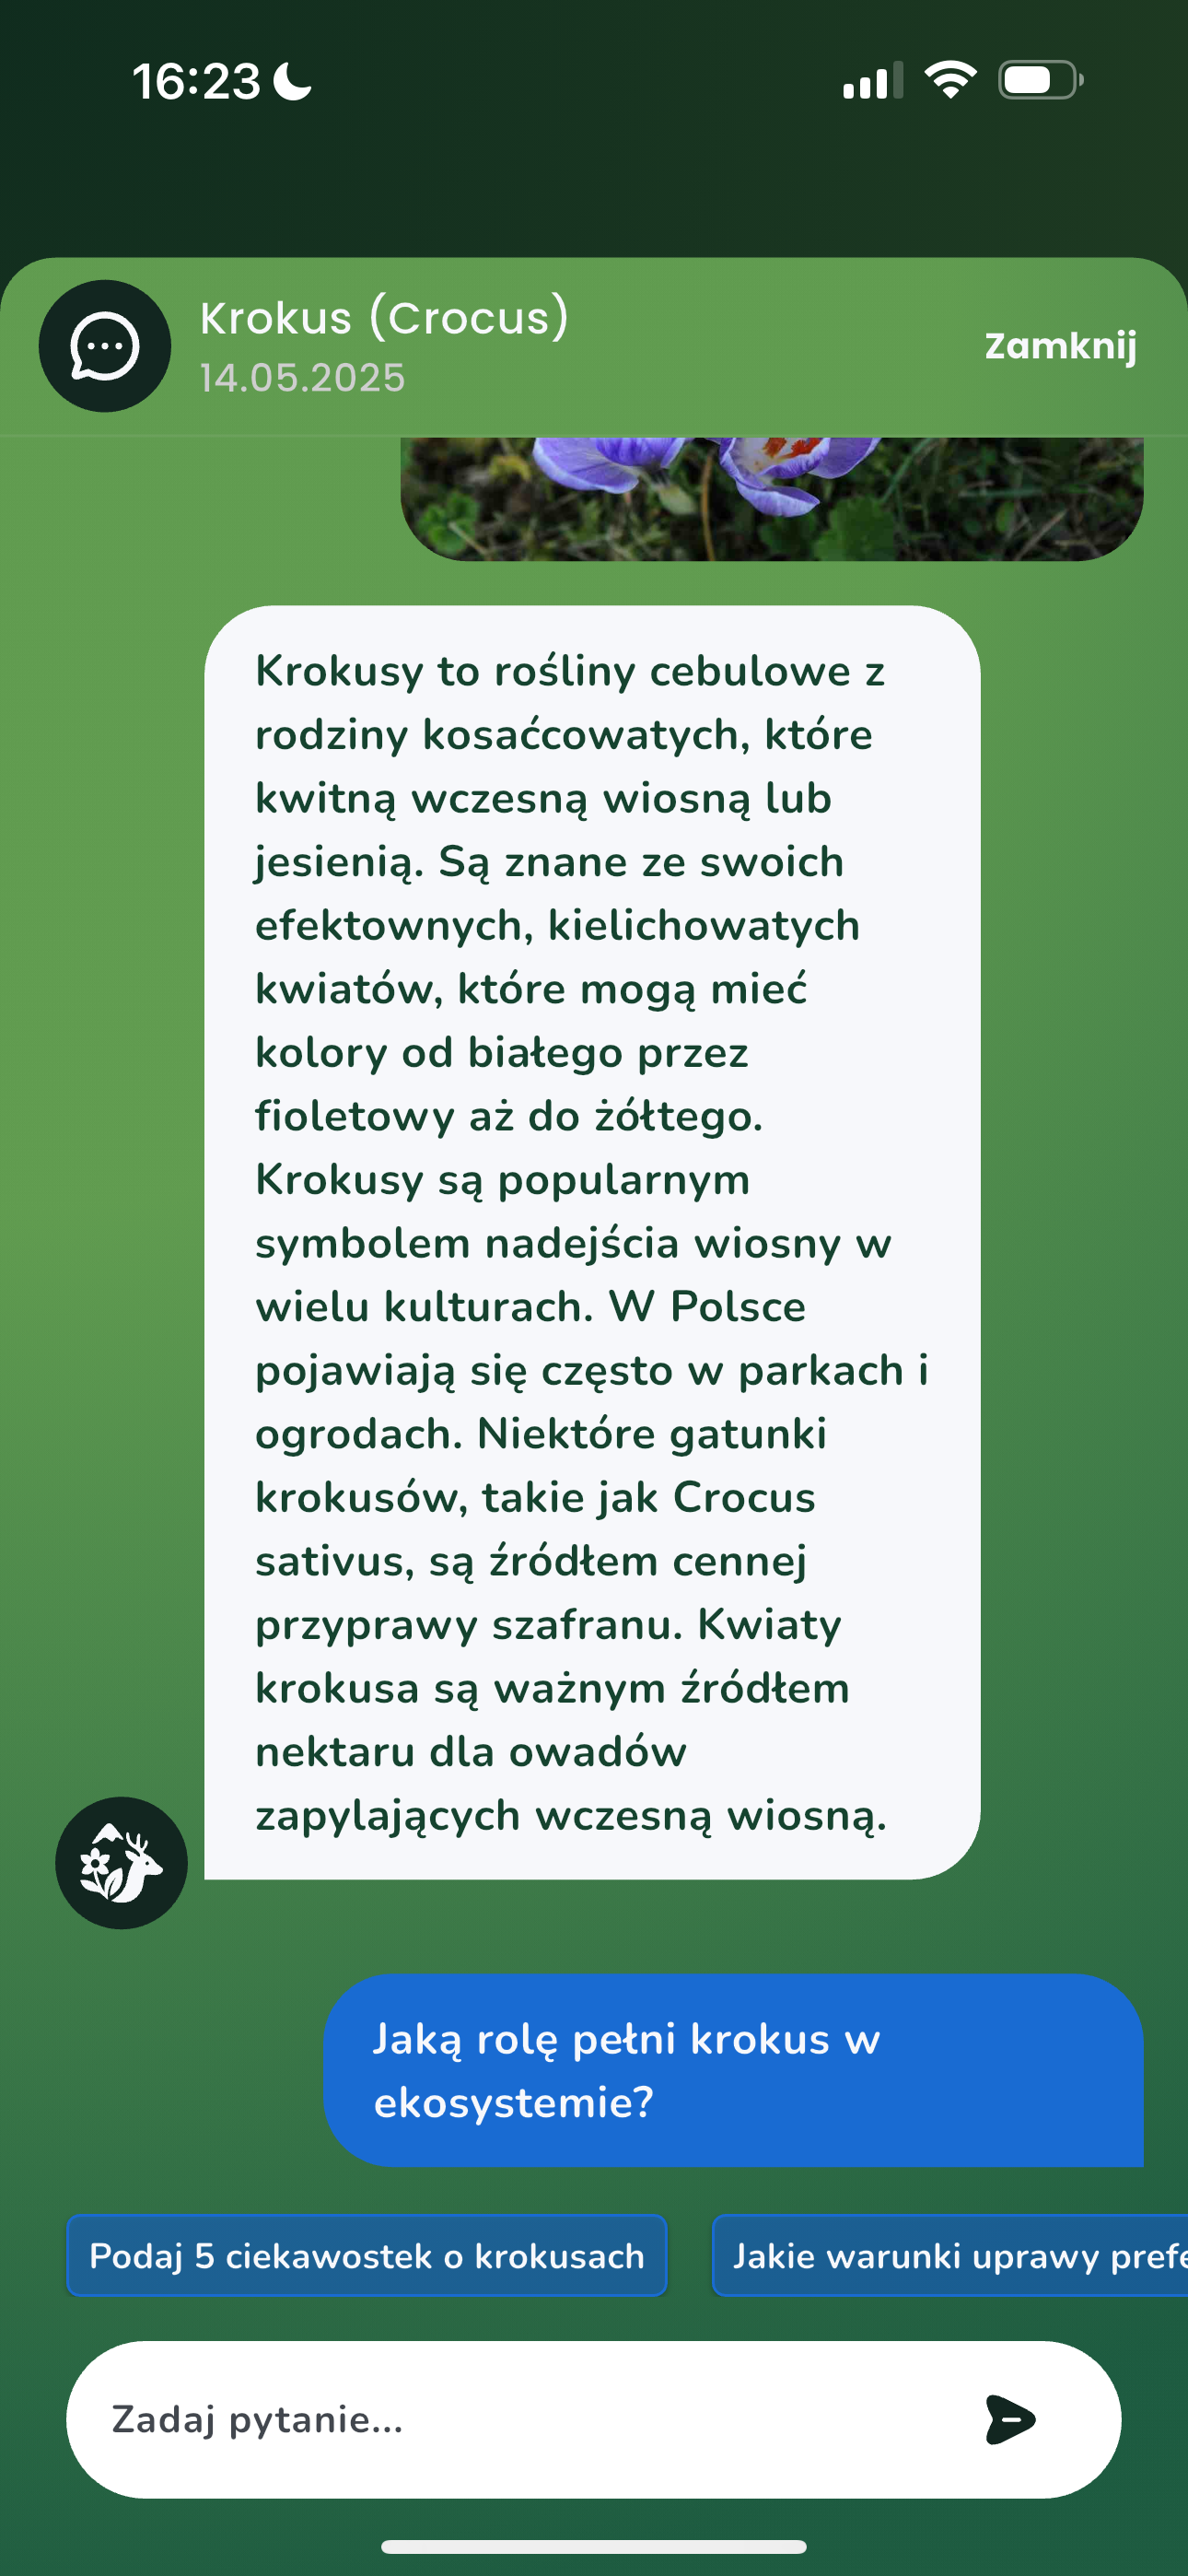 16:23
Krokus (Crocus)
14.05.2025
Zamknij
Krokusy to rośliny cebulowe z
rodziny kosaćcowatych, które
kwitną wczesną wiosną lub
jesienią. Są znane ze swoich
efektownych, kielichowatych
kwiatów, które mogą mieć
kolory od białego przez
fioletowy aż do żółtego.
Krokusy są popularnym
symbolem nadejścia wiosny w
wielu kulturach. W Polsce
pojawiają się często w parkach i
ogrodach. Niektóre gatunki
krokusów, takie jak Crocus
sativus, są źródłem cennej
przyprawy szafranu. Kwiaty
krokusa są ważnym źródłem
nektaru dla owadów
zapylających wczesną wiosną.
Jaką rolę pełni krokus w
ekosystemie?
Podaj 5 ciekawostek o krokusach
Jakie warunki uprawy
Zadaj pytanie...